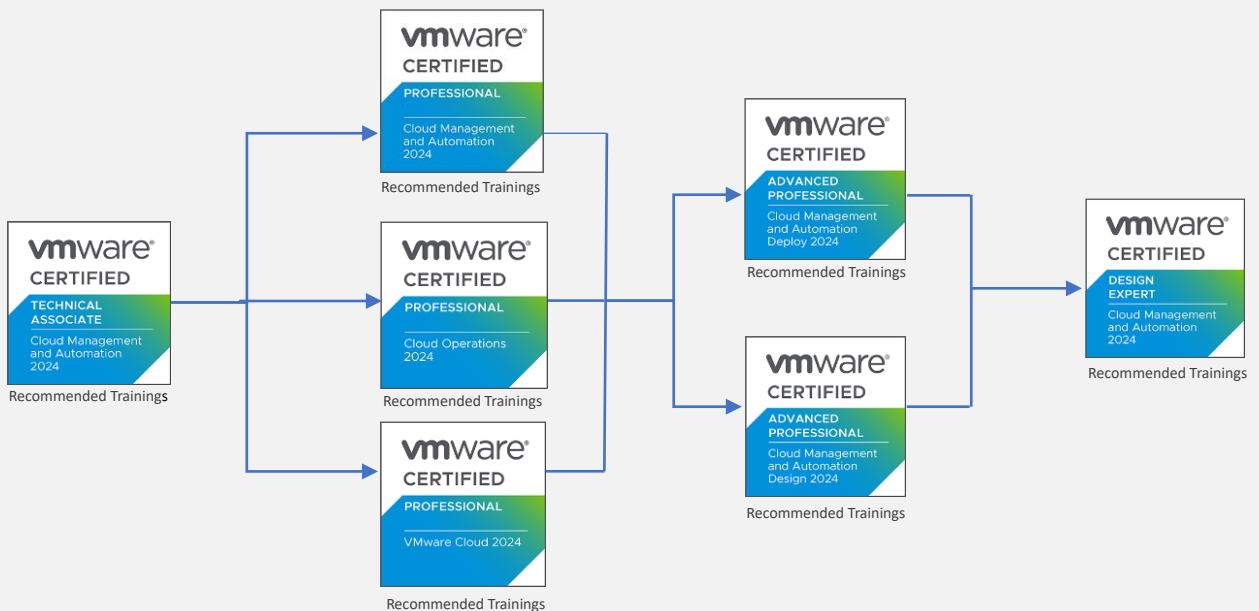 vmware®
CERTIFIED
TECHNICAL
ASSOCIATE
Cloud Management
and Automation
2024
Recommended Trainings
vmware®
CERTIFIED
PROFESSIONAL
Cloud Management
and Automation
2024
Recommended Trainings
vmware®
CERTIFIED
PROFESSIONAL
Cloud Operations
2024
Recommended Trainings
vmware®
CERTIFIED
PROFESSIONAL
VMware Cloud 2024
Recommended Trainings
vmware®
CERTIFIED
ADVANCED
PROFESSIONAL
Cloud Management
and Automation
Deploy 2024
Recommended Trainings
vmware®
CERTIFIED
ADVANCED
PROFESSIONAL
Cloud Management
and Automation
Design 2024
Recommended Trainings
vmware®
CERTIFIED
DESIGN
EXPERT
Cloud Management
and Automation
2024
Recommended Trainings